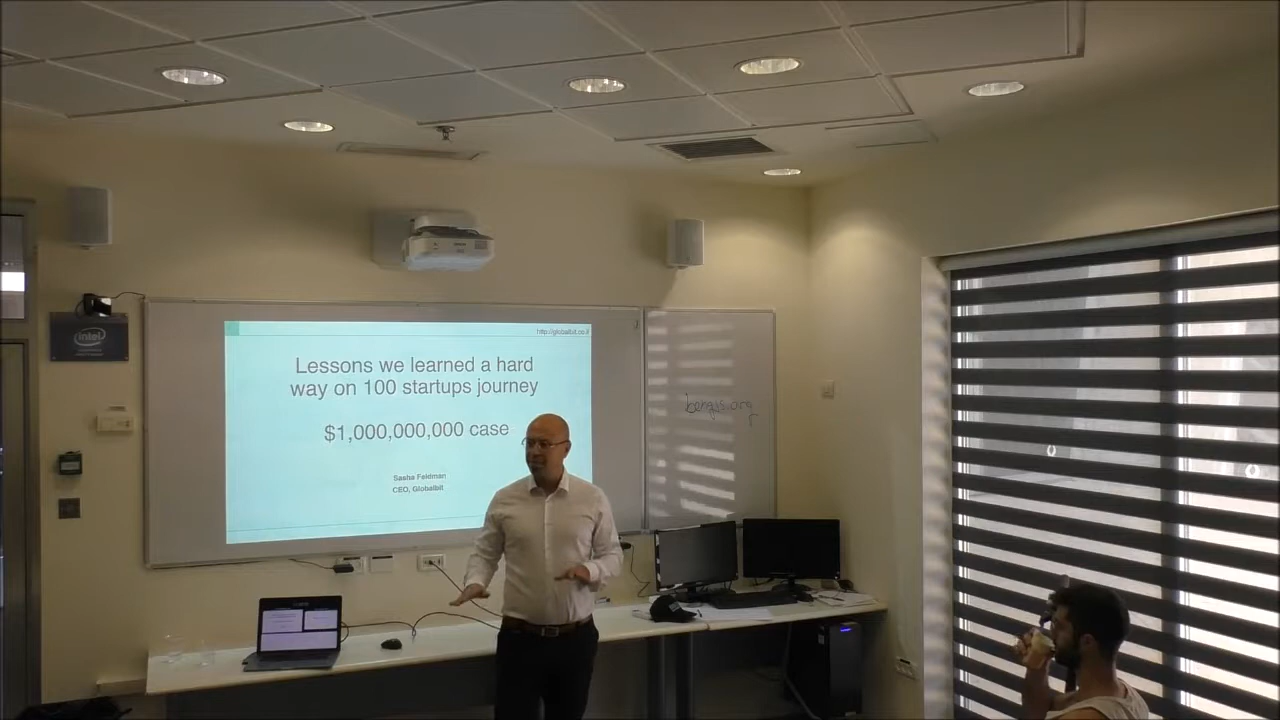 http://globalbit.co.il
Lessons we learned a hard
way on 100 startups journey
$1,000,000,000 case
Sasha Feldman
CEO, Globalbit
intel